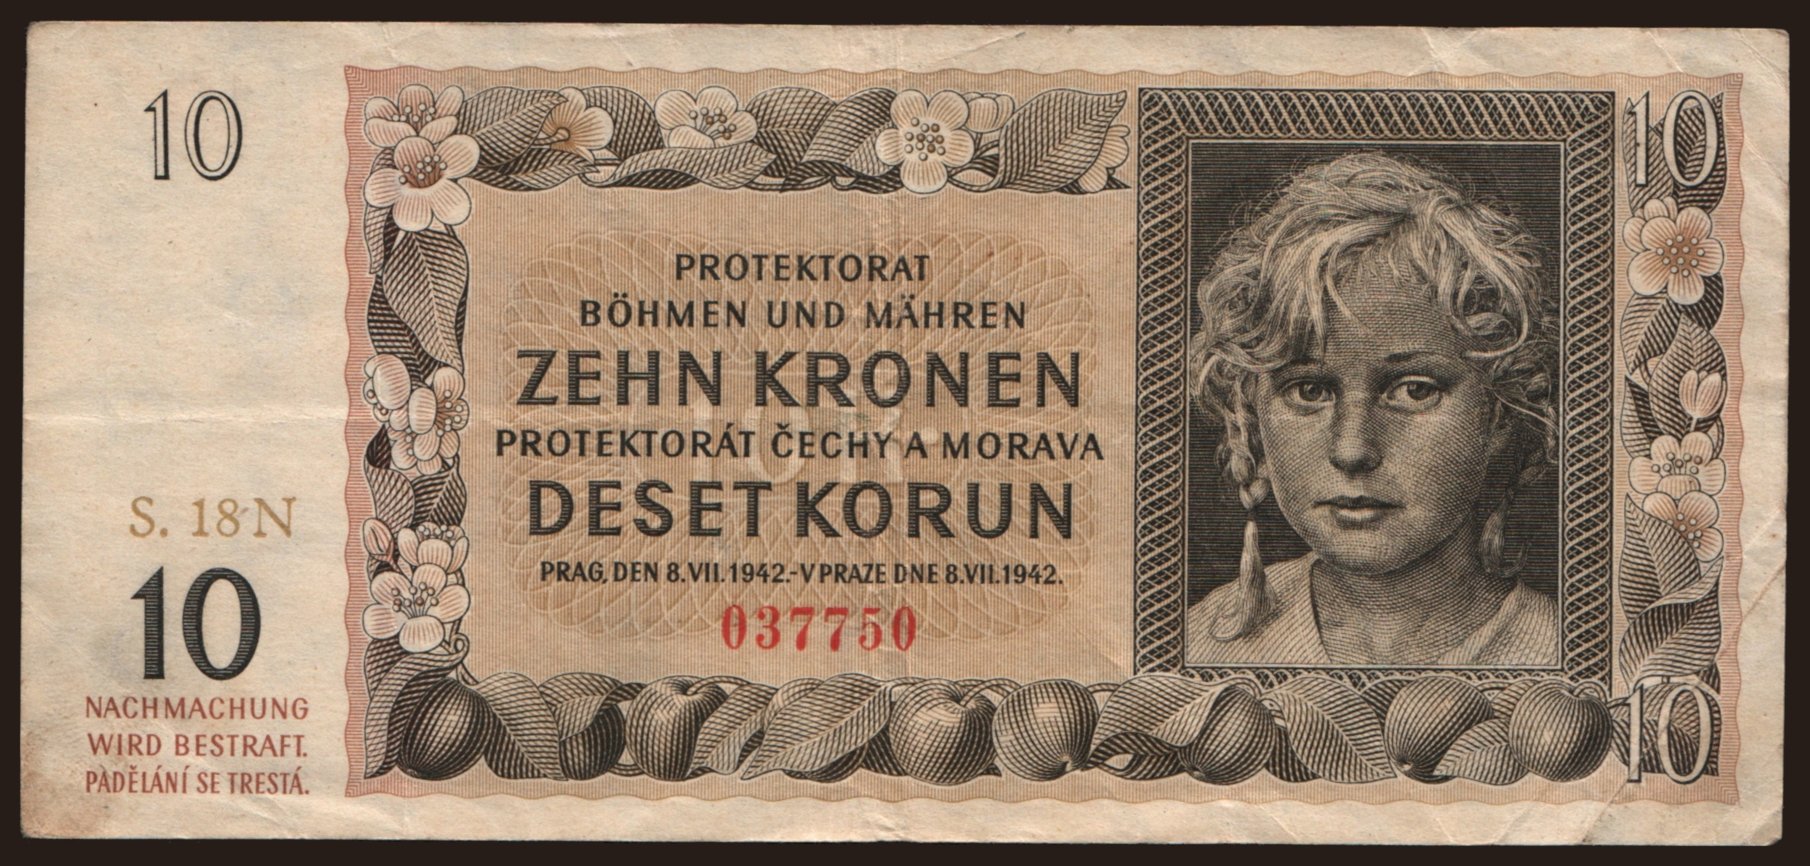 10
10
PROTEKTORAT
BÖHMEN UND MÄHREN
ZEHN KRONEN
PROTEKTORÁT ČECHY A MORAVA
DESET KORUN
PRAG, DEN 8.VII.1942.-V PRAZE DNE 8.VII.1942.
037750
S. 18 N
10
NACHMACHUNG
WIRD BESTRAFT.
PADĚLÁNÍ SE TRESTÁ.
10